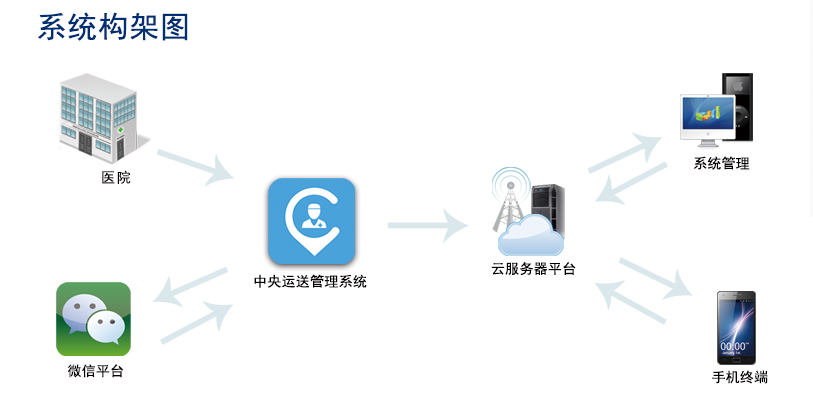 系统构架图
医院
系统管理
中央运送管理系统
云服务器平台
微信平台
00:00
手机终端